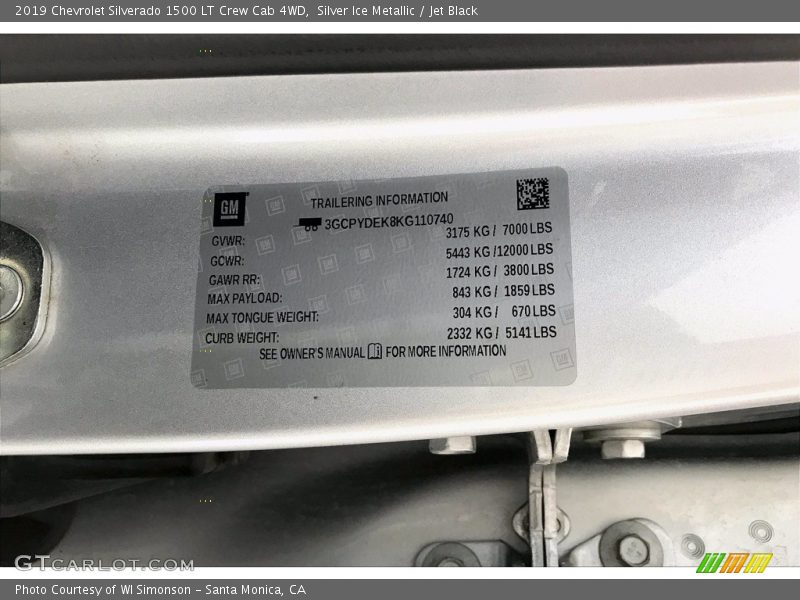 2019 Chevrolet Silverado 1500 LT Crew Cab 4WD, Silver Ice Metallic / Jet Black
GM
TRAILERING INFORMATION
3GCPYDEK8KG110740
GVWR: 3175 KG / 7000 LBS
GCWR: 5443 KG /12000 LBS
GAWR RR: 1724 KG / 3800 LBS
MAX PAYLOAD: 843 KG / 1859 LBS
MAX TONGUE WEIGHT: 304 KG / 670 LBS
CURB WEIGHT: 2332 KG / 5141 LBS
SEE OWNER'S MANUAL FOR MORE INFORMATION
GTCARLOT.COM
Photo Courtesy of WI Simonson - Santa Monica, CA